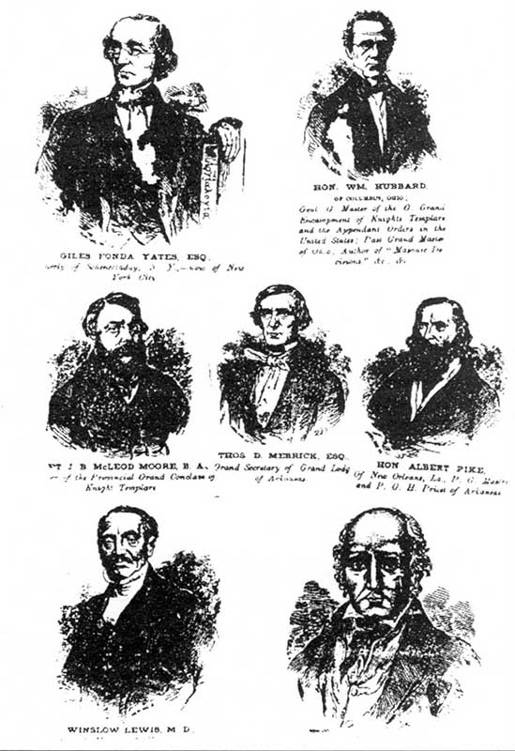 GILES FONDA YATES, ESQ.
of Schenectady, N. Y.,—now of New
York City
HON. WM. HUBBARD.
OF COLUMBUS, OHIO;
Gen'l G Master of the G. Grand
Encampment of Knights Templars
and the Appendant Orders in the
United States; Past Grand Master
of Ohio; Author of "Masonic
&c., &c
J B McLEOD MOORE, B. A.,
of the Provincial Grand Conclave of
Knight Templars
THOS D. MERRICK, ESQ.,
Grand Secretary of Grand Lodg
of Arkansas
HON ALBERT PIKE,
Of New Orleans, La., P. G. Master
and P. G. H. Priest of Arkansas
WINSLOW LEWIS, M D.